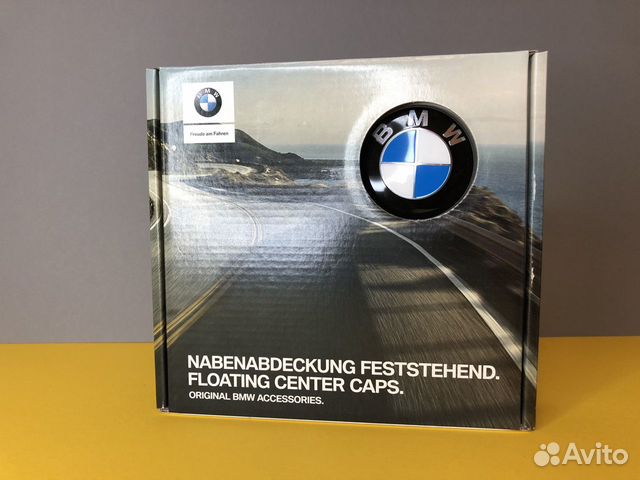 BMW
Freude am Fahren
BMW
NABENABDECKUNG FESTSTEHEND.
FLOATING CENTER CAPS.
ORIGINAL BMW ACCESSORIES.
Avito